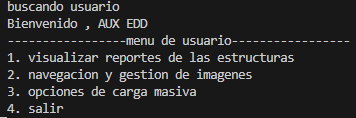 buscando usuario
Bienvenido , AUX EDD
-----------------menu de usuario-----------------
1. visualizar reportes de las estructuras
2. navegacion y gestion de imagenes
3. opciones de carga masiva
4. salir